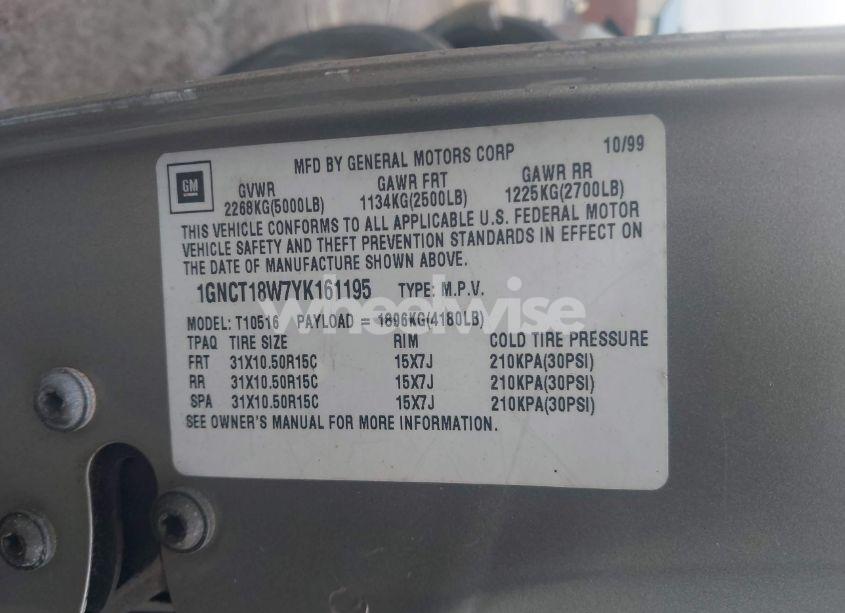 MFD BY GENERAL MOTORS CORP 10/99
GM
GVWR GAWR FRT GAWR RR
2268KG(5000LB) 1134KG(2500LB) 1225KG(2700LB)
THIS VEHICLE CONFORMS TO ALL APPLICABLE U.S. FEDERAL MOTOR
VEHICLE SAFETY AND THEFT PREVENTION STANDARDS IN EFFECT ON
THE DATE OF MANUFACTURE SHOWN ABOVE.
1GNCT18W7YK161195 TYPE: M.P.V.
wheelwise
MODEL: T10516 PAYLOAD = 1896KG(4180LB)
TPAQ TIRE SIZE RIM COLD TIRE PRESSURE
FRT 31X10.50R15C 15X7J 210KPA(30PSI)
RR 31X10.50R15C 15X7J 210KPA(30PSI)
SPA 31X10.50R15C 15X7J 210KPA(30PSI)
SEE OWNER'S MANUAL FOR MORE INFORMATION.